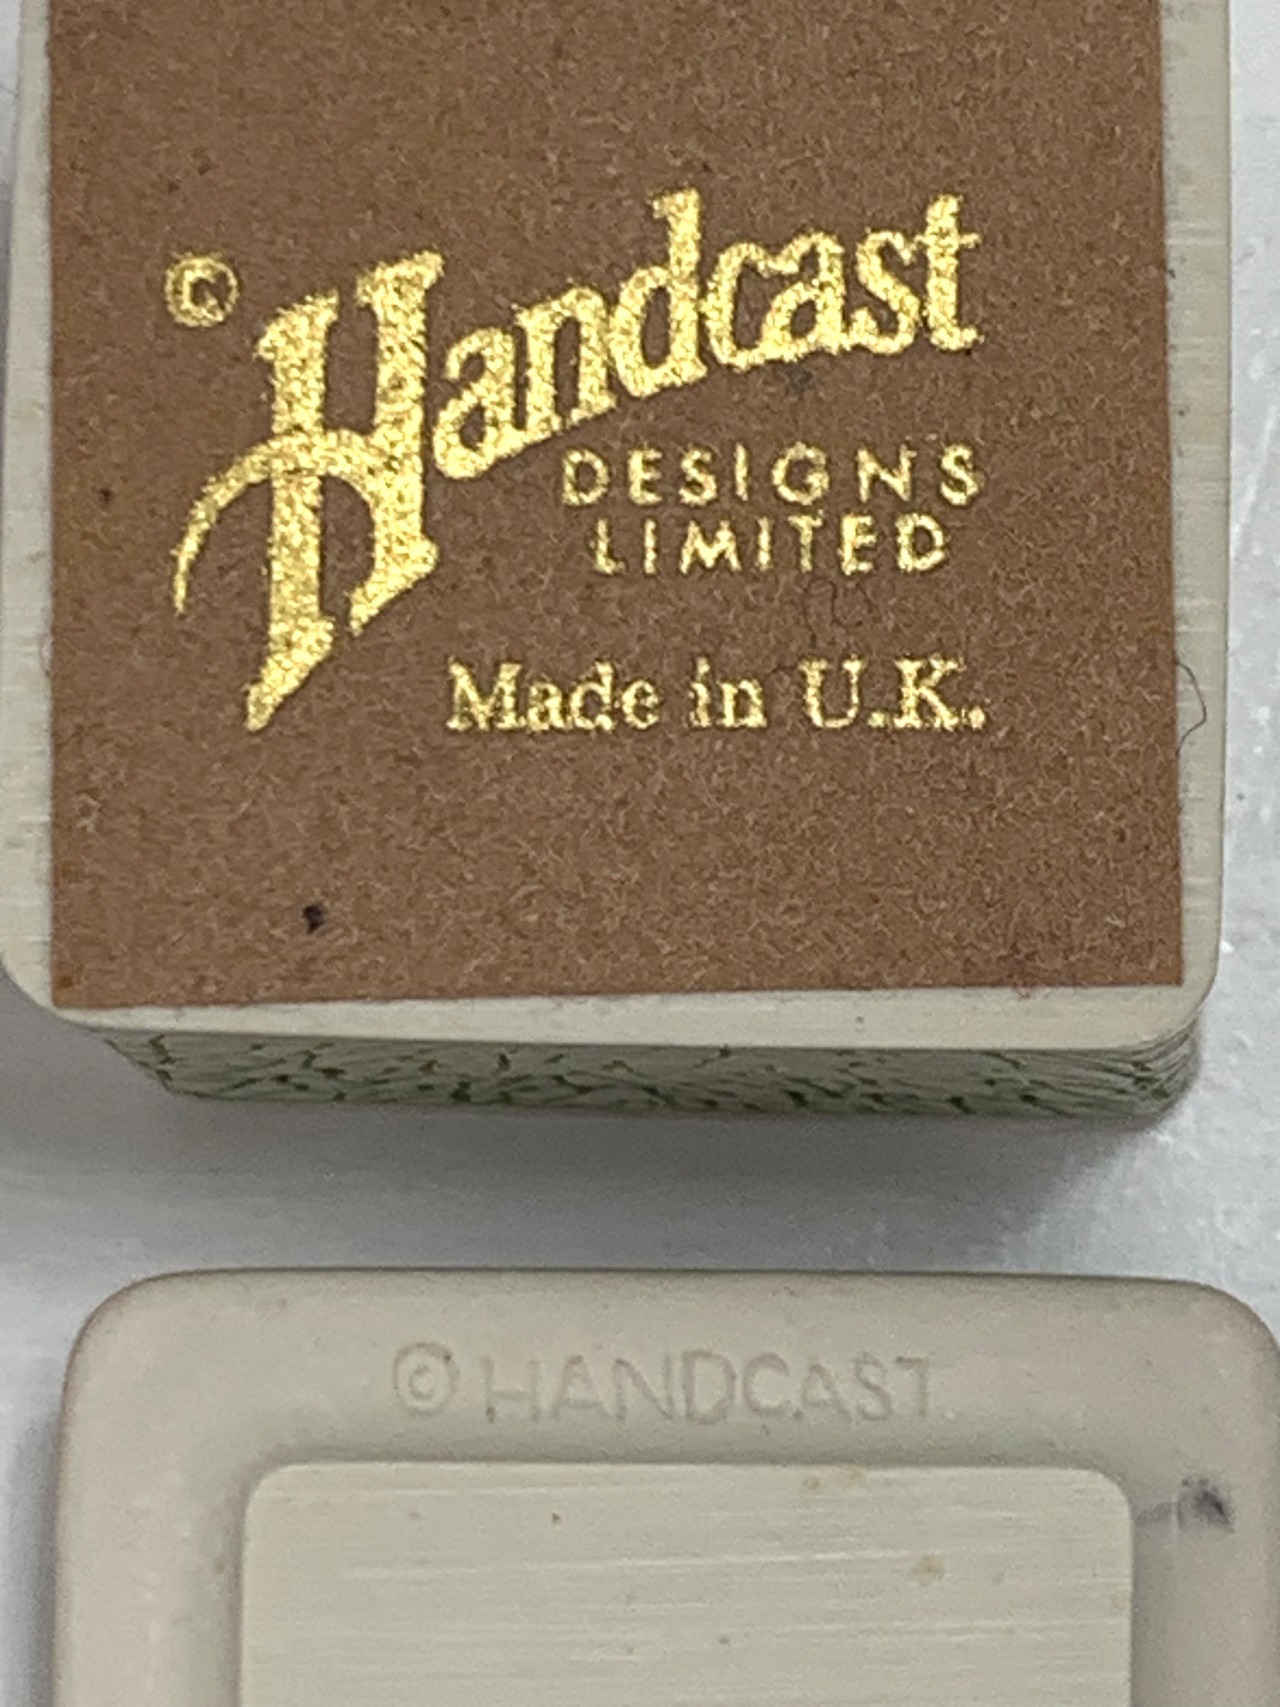 © Handcast
DESIGNS
LIMITED
Made in U.K.
© HANDCAST